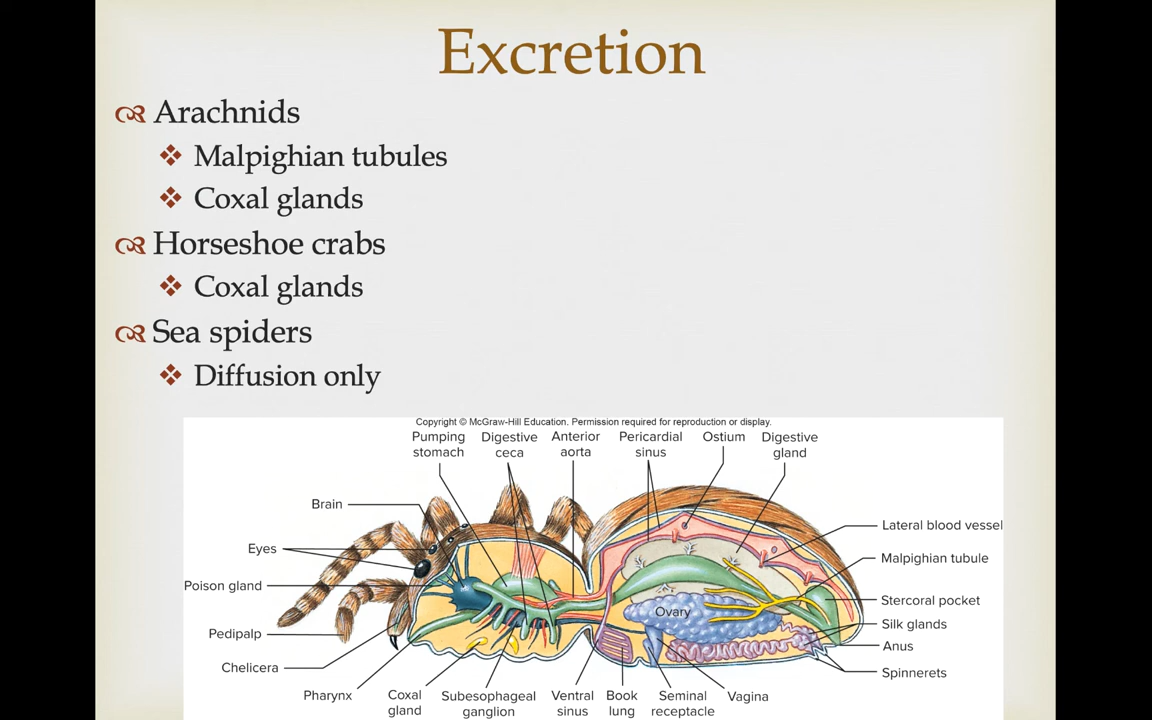 Excretion
Arachnids
Malpighian tubules
Coxal glands
Horseshoe crabs
Coxal glands
Sea spiders
Diffusion only
Copyright © McGraw-Hill Education. Permission required for reproduction or display.
Pumping
stomach
Digestive
ceca
Anterior
aorta
Pericardial
sinus
Ostium
Digestive
gland
Brain
Eyes
Poison gland
Pedipalp
Chelicera
Pharynx
Coxal
gland
Subesophageal
ganglion
Ventral
sinus
Book
lung
Seminal
receptacle
Vagina
Ovary
Lateral blood vessel
Malpighian tubule
Stercoral pocket
Silk glands
Anus
Spinnerets